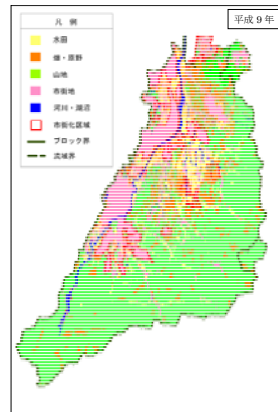 平成 9 年
凡 例
水田
畑・原野
山地
市街地
河川・湖沼
市街化区域
ブロック界
流域界